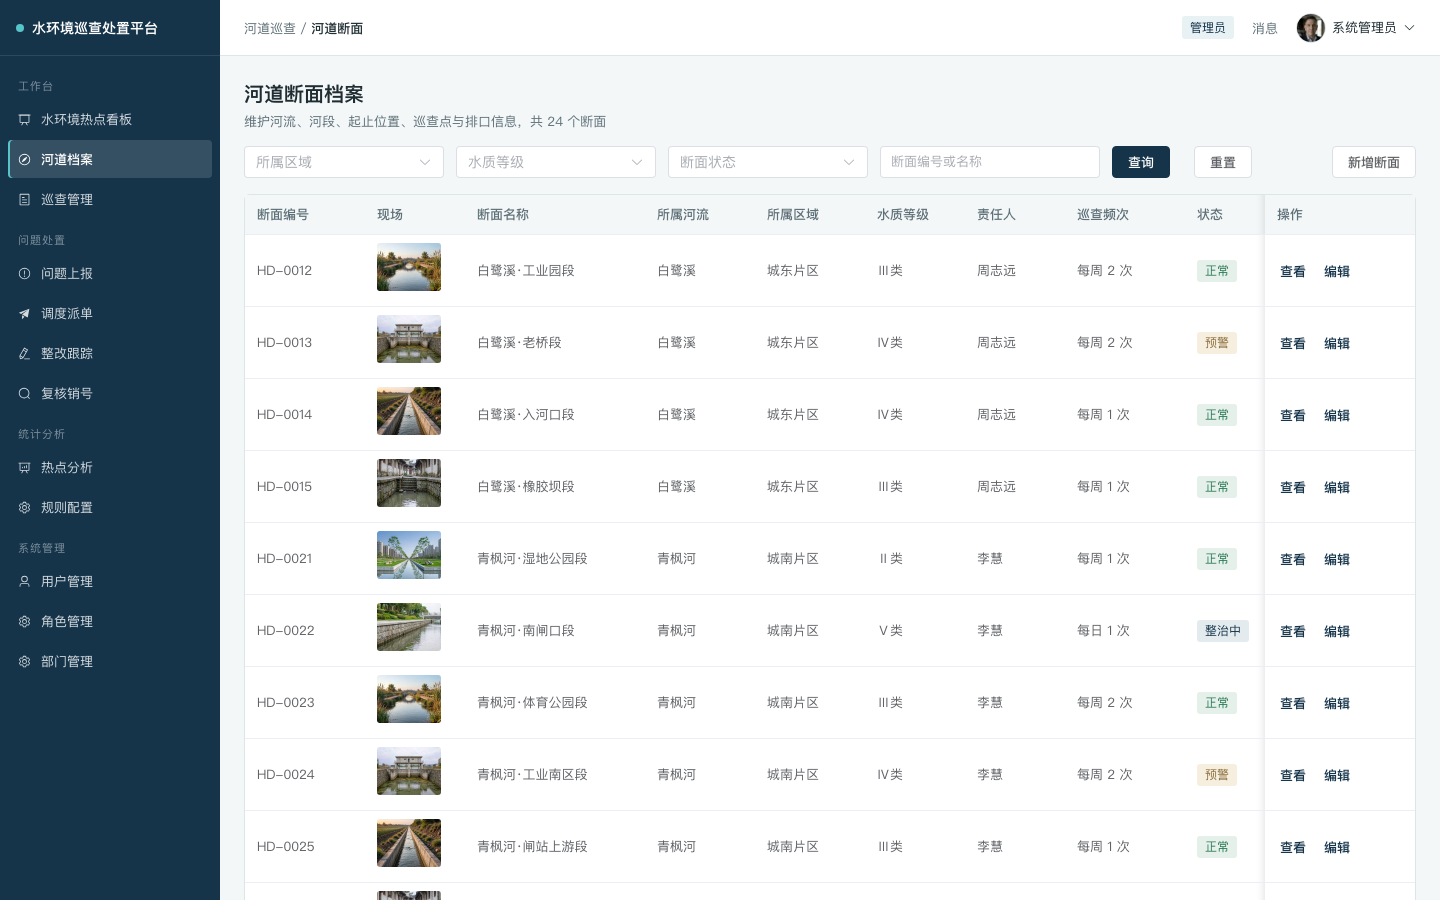 水环境巡查处置平台
工作台
水环境热点看板
河道档案
巡查管理
问题处置
问题上报
调度派单
整改跟踪
复核销号
统计分析
热点分析
规则配置
系统管理
用户管理
角色管理
部门管理
河道巡查 / 河道断面
管理员 消息 系统管理员
河道断面档案
维护河流、河段、起止位置、巡查点与排口信息，共 24 个断面
所属区域 水质等级 断面状态 断面编号或名称 查询 重置 新增断面
断面编号 现场 断面名称 所属河流 所属区域 水质等级 责任人 巡查频次 状态 操作
HD-0012 白鹭溪·工业园段 白鹭溪 城东片区 III类 周志远 每周 2 次 正常 查看 编辑
HD-0013 白鹭溪·老桥段 白鹭溪 城东片区 IV类 周志远 每周 2 次 预警 查看 编辑
HD-0014 白鹭溪·入河口段 白鹭溪 城东片区 IV类 周志远 每周 1 次 正常 查看 编辑
HD-0015 白鹭溪·橡胶坝段 白鹭溪 城东片区 III类 周志远 每周 1 次 正常 查看 编辑
HD-0021 青枫河·湿地公园段 青枫河 城南片区 II类 李慧 每周 1 次 正常 查看 编辑
HD-0022 青枫河·南闸口段 青枫河 城南片区 V类 李慧 每日 1 次 整治中 查看 编辑
HD-0023 青枫河·体育公园段 青枫河 城南片区 III类 李慧 每周 2 次 正常 查看 编辑
HD-0024 青枫河·工业南区段 青枫河 城南片区 IV类 李慧 每周 2 次 预警 查看 编辑
HD-0025 青枫河·闸站上游段 青枫河 城南片区 III类 李慧 每周 1 次 正常 查看 编辑